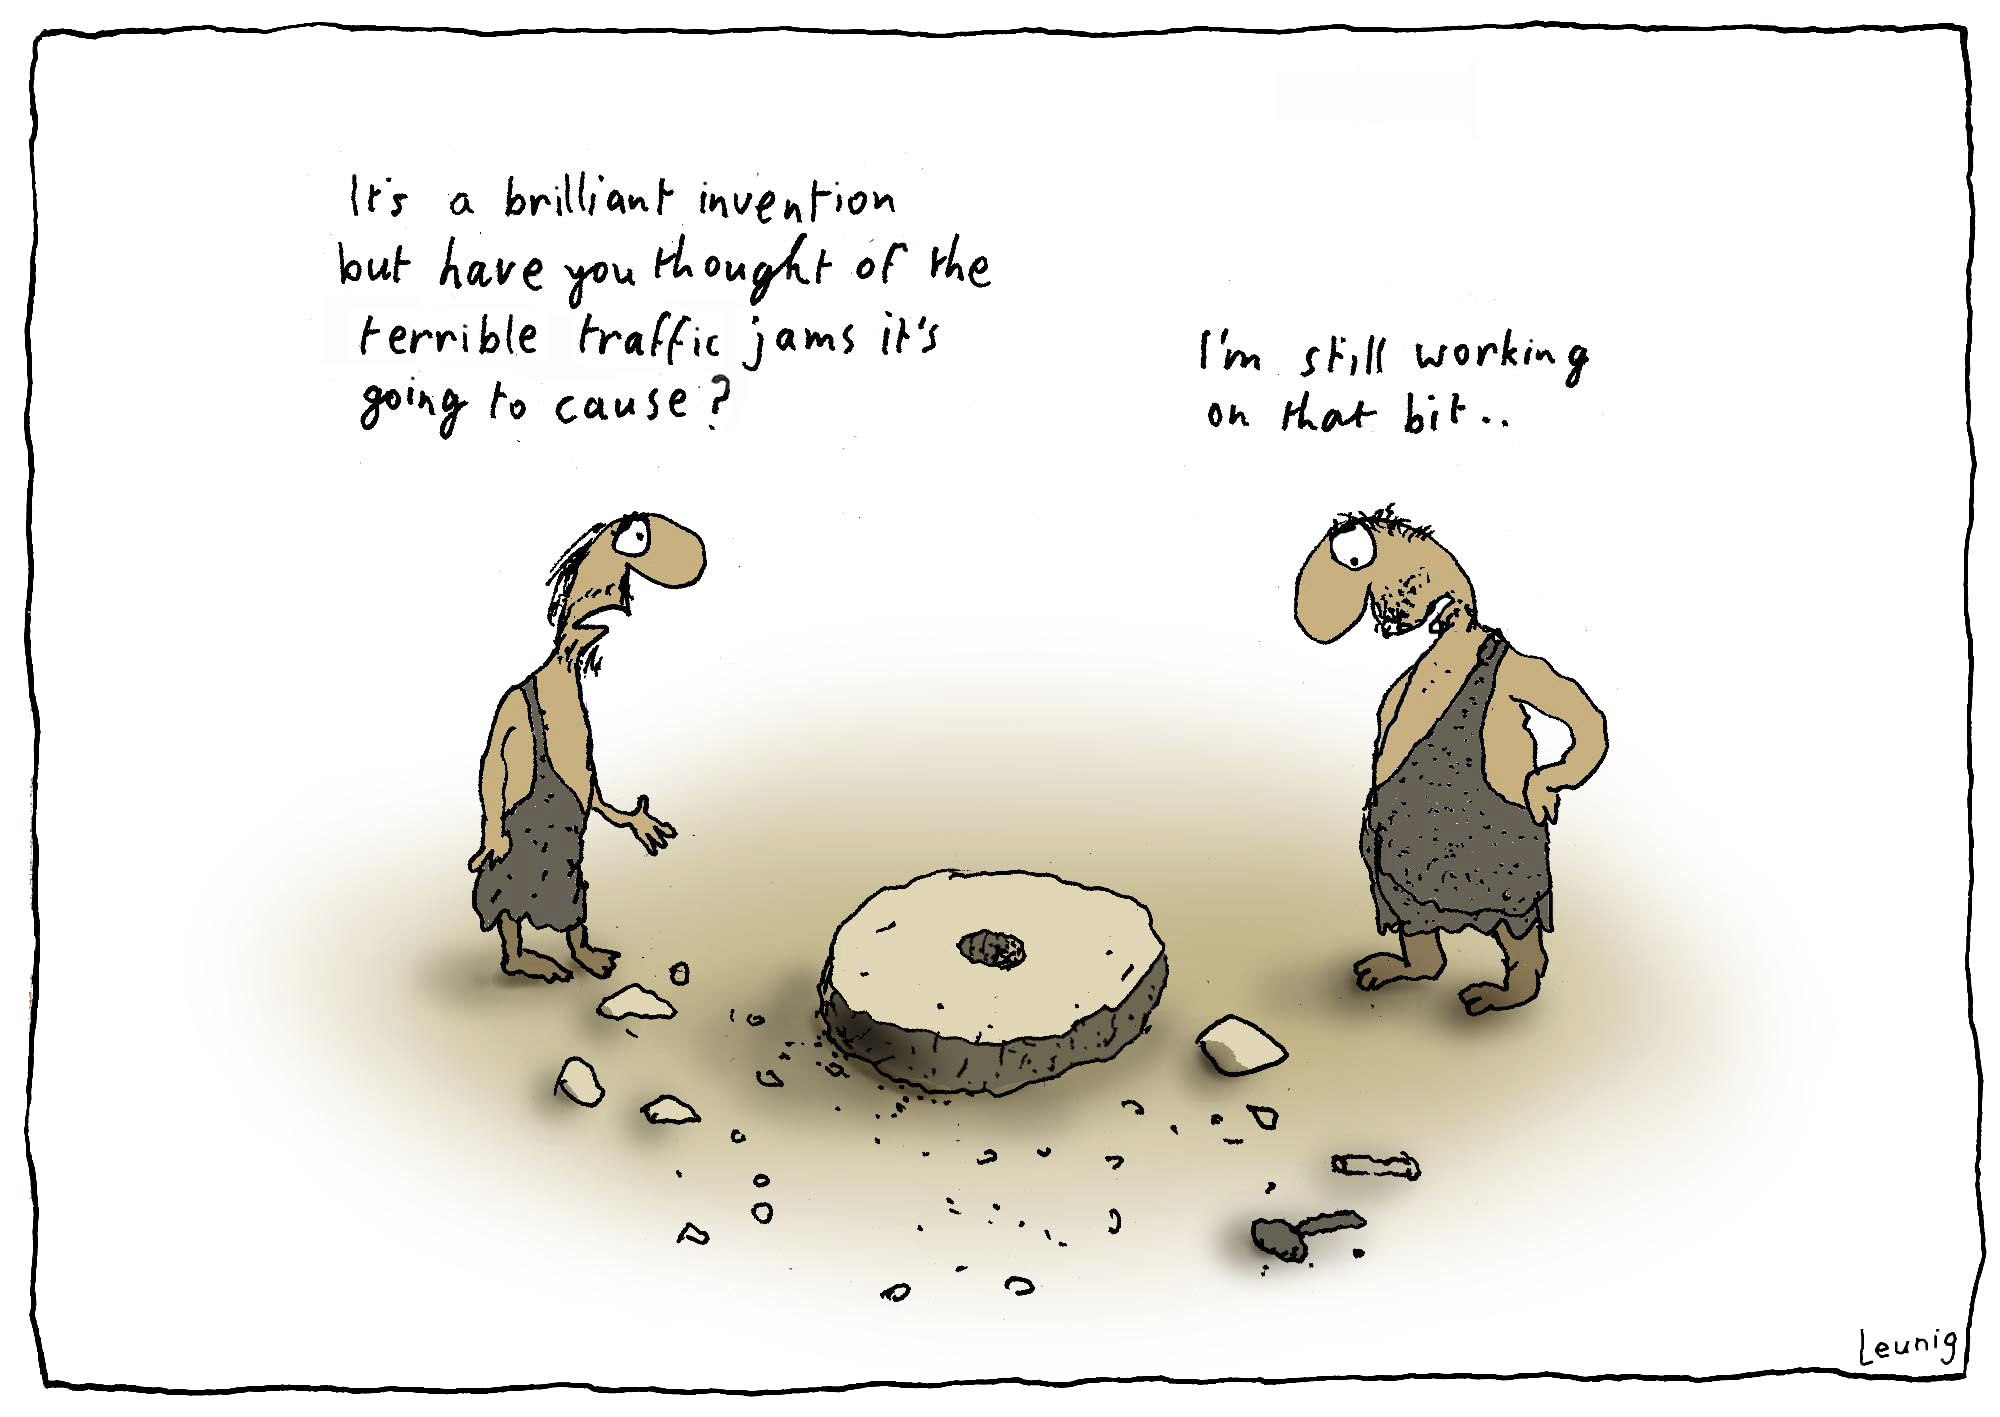 It's a brilliant invention
but have you thought of the
terrible traffic jams it's
going to cause?
I'm still working
on that bit..
Leunig